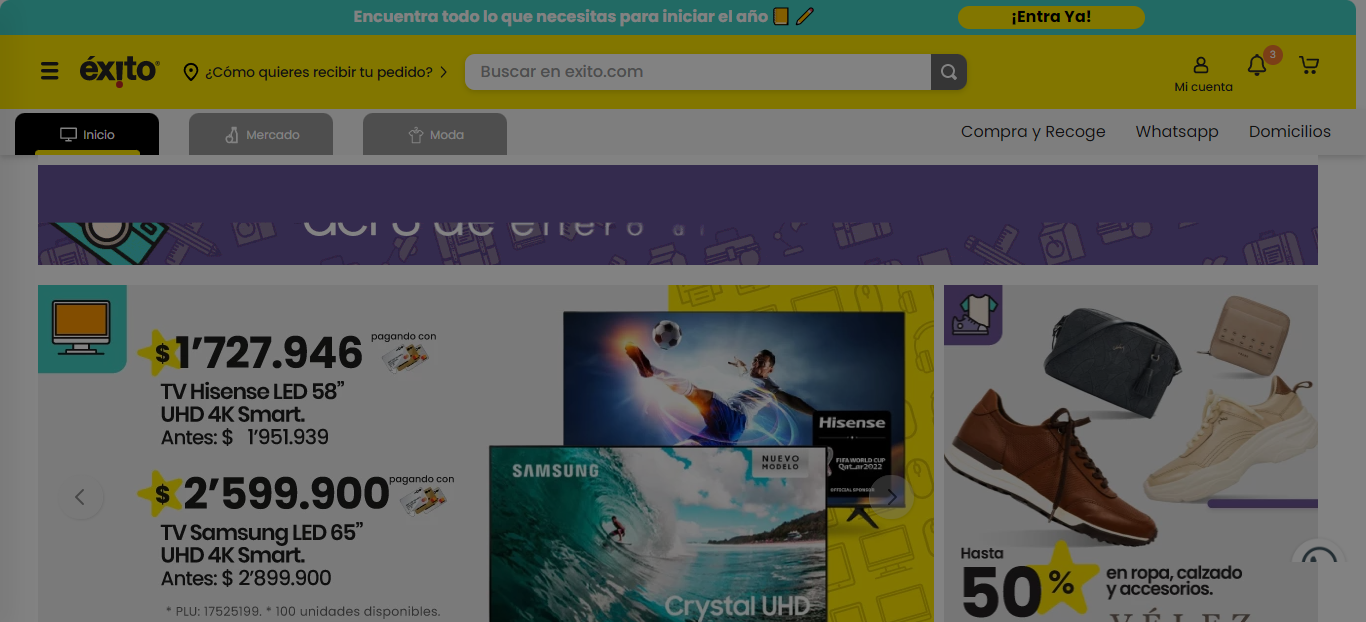 Encuentra todo lo que necesitas para iniciar el año
¡Entra Ya!
éxito
¿Cómo quieres recibir tu pedido?
Buscar en exito.com
3
Mi cuenta
Inicio
Mercado
Moda
Compra y Recoge
Whatsapp
Domicilios
de enero
$1’727.946
pagando con
TV Hisense LED 58”
UHD 4K Smart.
Antes: $ 1’951.939
$2’599.900
pagando con
TV Samsung LED 65”
UHD 4K Smart.
Antes: $ 2’899.900
* PLU: 17525199. * 100 unidades disponibles.
Hisense
FIFA WORLD CUP
Qatar2022
OFFICIAL SPONSOR
SAMSUNG
NUEVO
MODELO
Crystal UHD
Hasta
50%
en ropa, calzado
y accesorios.
VÉLEZ